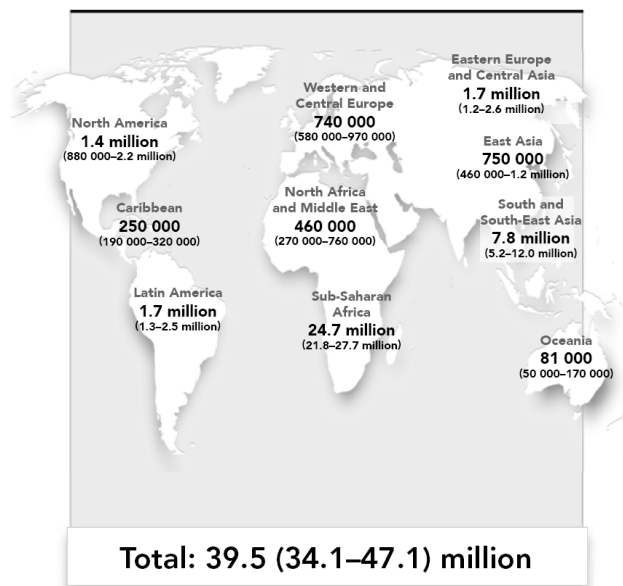 Eastern Europe
and Central Asia
1.7 million
(1.2–2.6 million)
Western and
Central Europe
740 000
(580 000–970 000)
North America
1.4 million
(880 000–2.2 million)
East Asia
750 000
(460 000–1.2 million)
North Africa
and Middle East
460 000
(270 000–760 000)
Caribbean
250 000
(190 000–320 000)
South and
South-East Asia
7.8 million
(5.2–12.0 million)
Latin America
1.7 million
(1.3–2.5 million)
Sub-Saharan
Africa
24.7 million
(21.8–27.7 million)
Oceania
81 000
(50 000–170 000)
Total: 39.5 (34.1–47.1) million